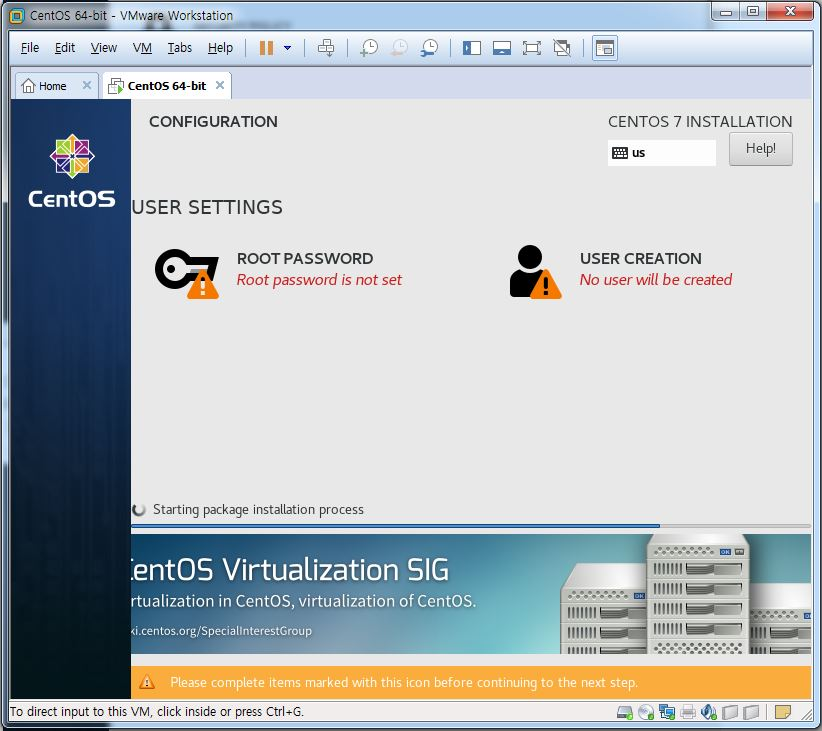 CentOS 64-bit - VMware Workstation
File Edit View VM Tabs Help
Home CentOS 64-bit
CONFIGURATION
CENTOS 7 INSTALLATION
us Help!
CentOS
USER SETTINGS
ROOT PASSWORD
Root password is not set
USER CREATION
No user will be created
Starting package installation process
CentOS Virtualization SIG
rtualization in CentOS, virtualization of CentOS.
ki.centos.org/SpecialInterestGroup
OK
OK
OK
Please complete items marked with this icon before continuing to the next step.
To direct input to this VM, click inside or press Ctrl+G.